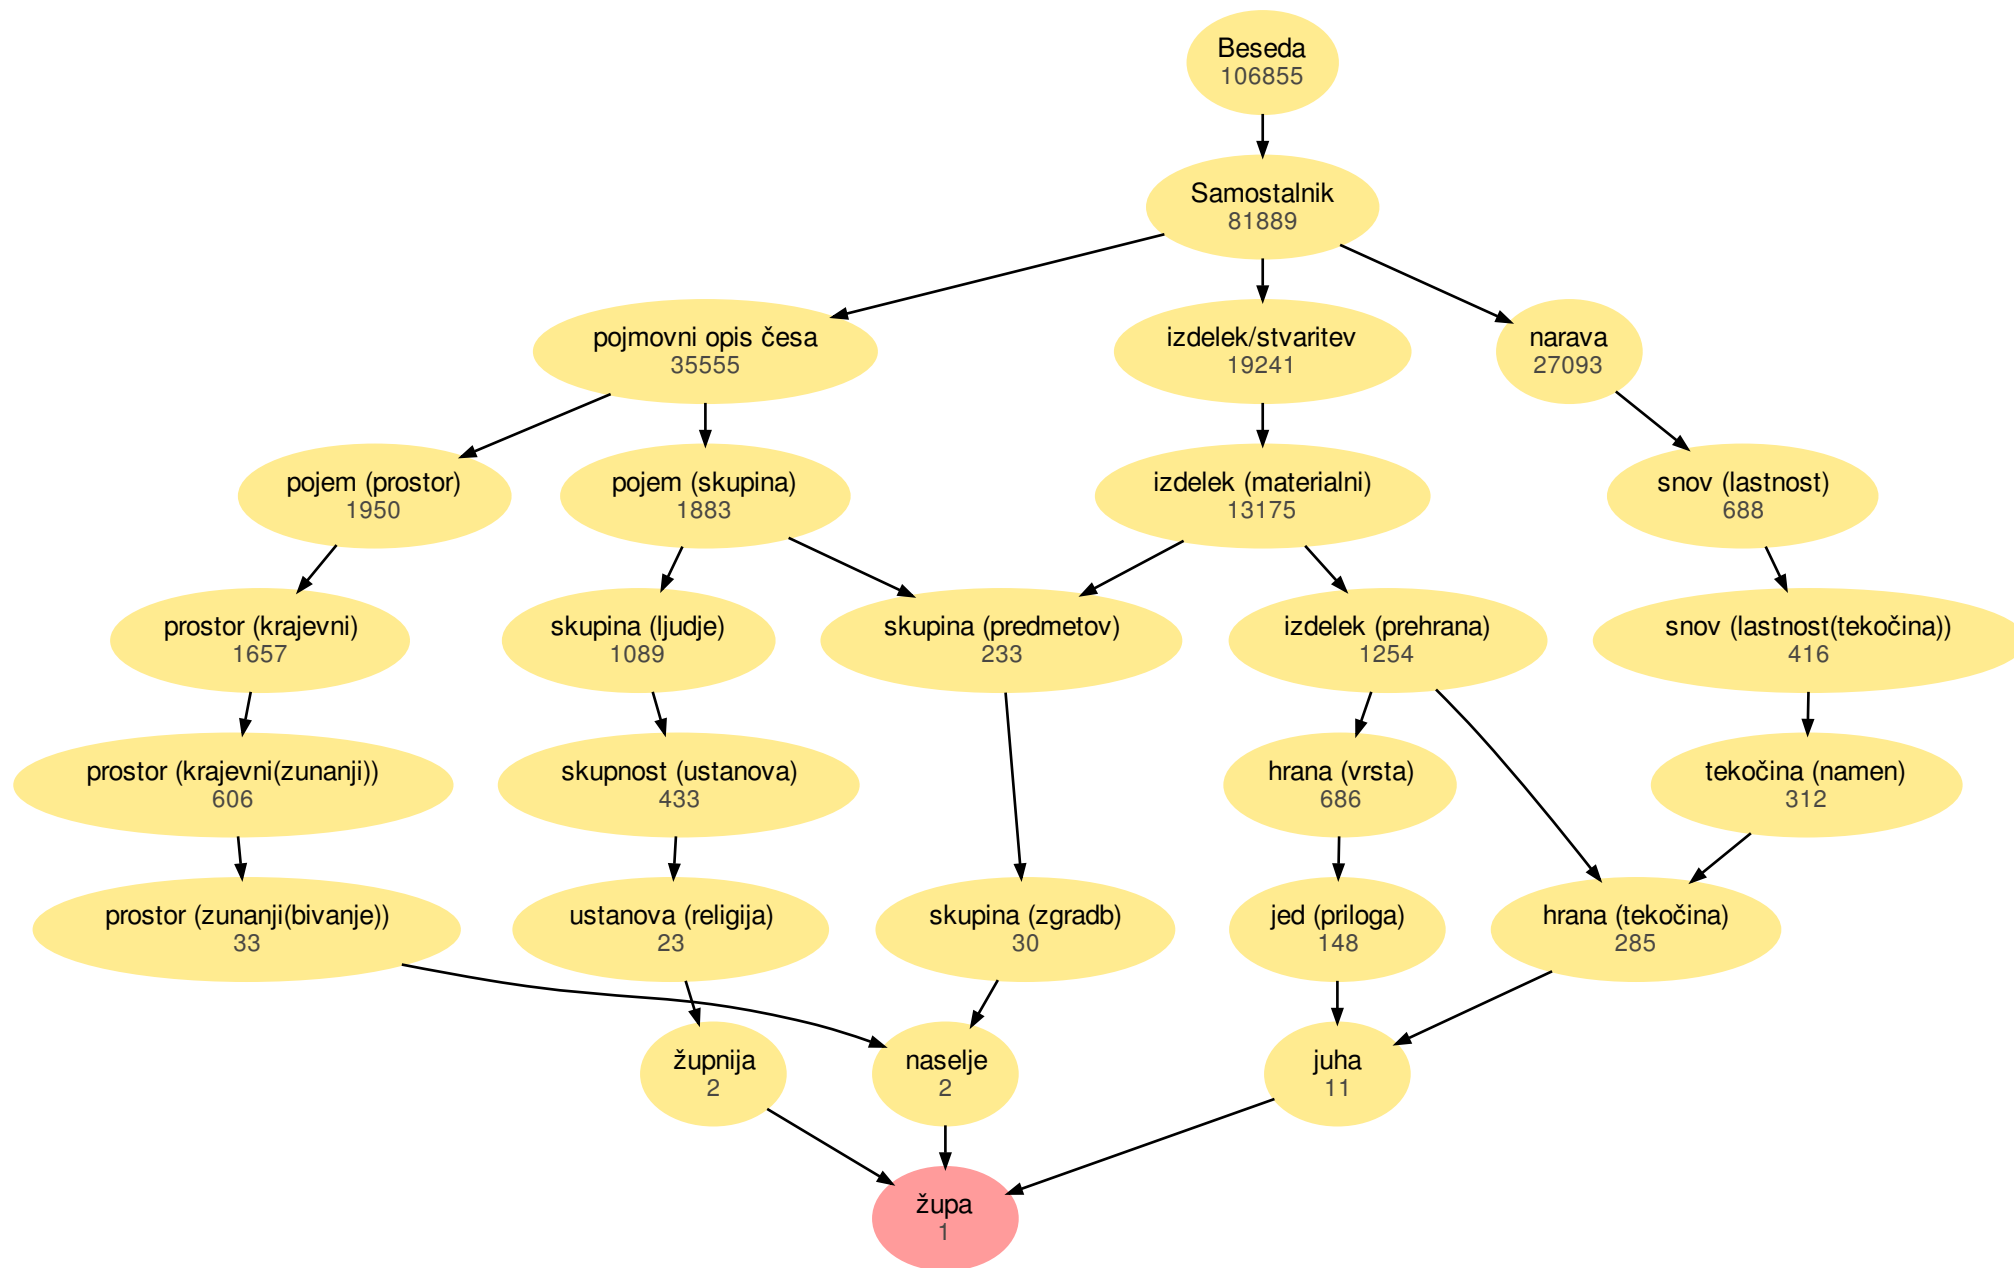 Beseda
106855
Samostalnik
81889
pojmovni opis česa
35555
izdelek/stvaritev
19241
narava
27093
pojem (prostor)
1950
pojem (skupina)
1883
izdelek (materialni)
13175
snov (lastnost)
688
prostor (krajevni)
1657
skupina (ljudje)
1089
skupina (predmetov)
233
izdelek (prehrana)
1254
snov (lastnost(tekočina))
416
prostor (krajevni(zunanji))
606
skupnost (ustanova)
433
hrana (vrsta)
686
tekočina (namen)
312
prostor (zunanji(bivanje))
33
ustanova (religija)
23
skupina (zgradb)
30
jed (priloga)
148
hrana (tekočina)
285
župnija
2
naselje
2
juha
11
župa
1